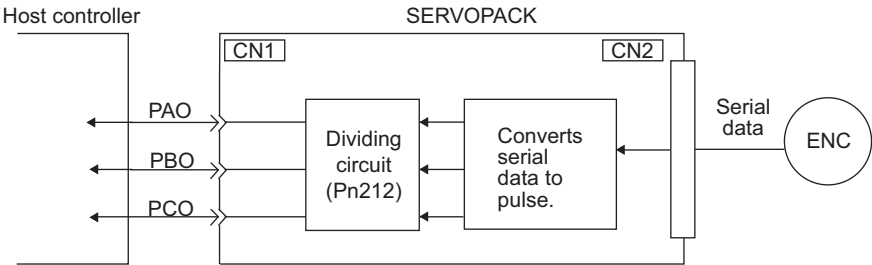 Host controller
SERVOPACK
CN1
CN2
PAO
PBO
PCO
Dividing
circuit
(Pn212)
Converts
serial
data to
pulse.
Serial
data
ENC